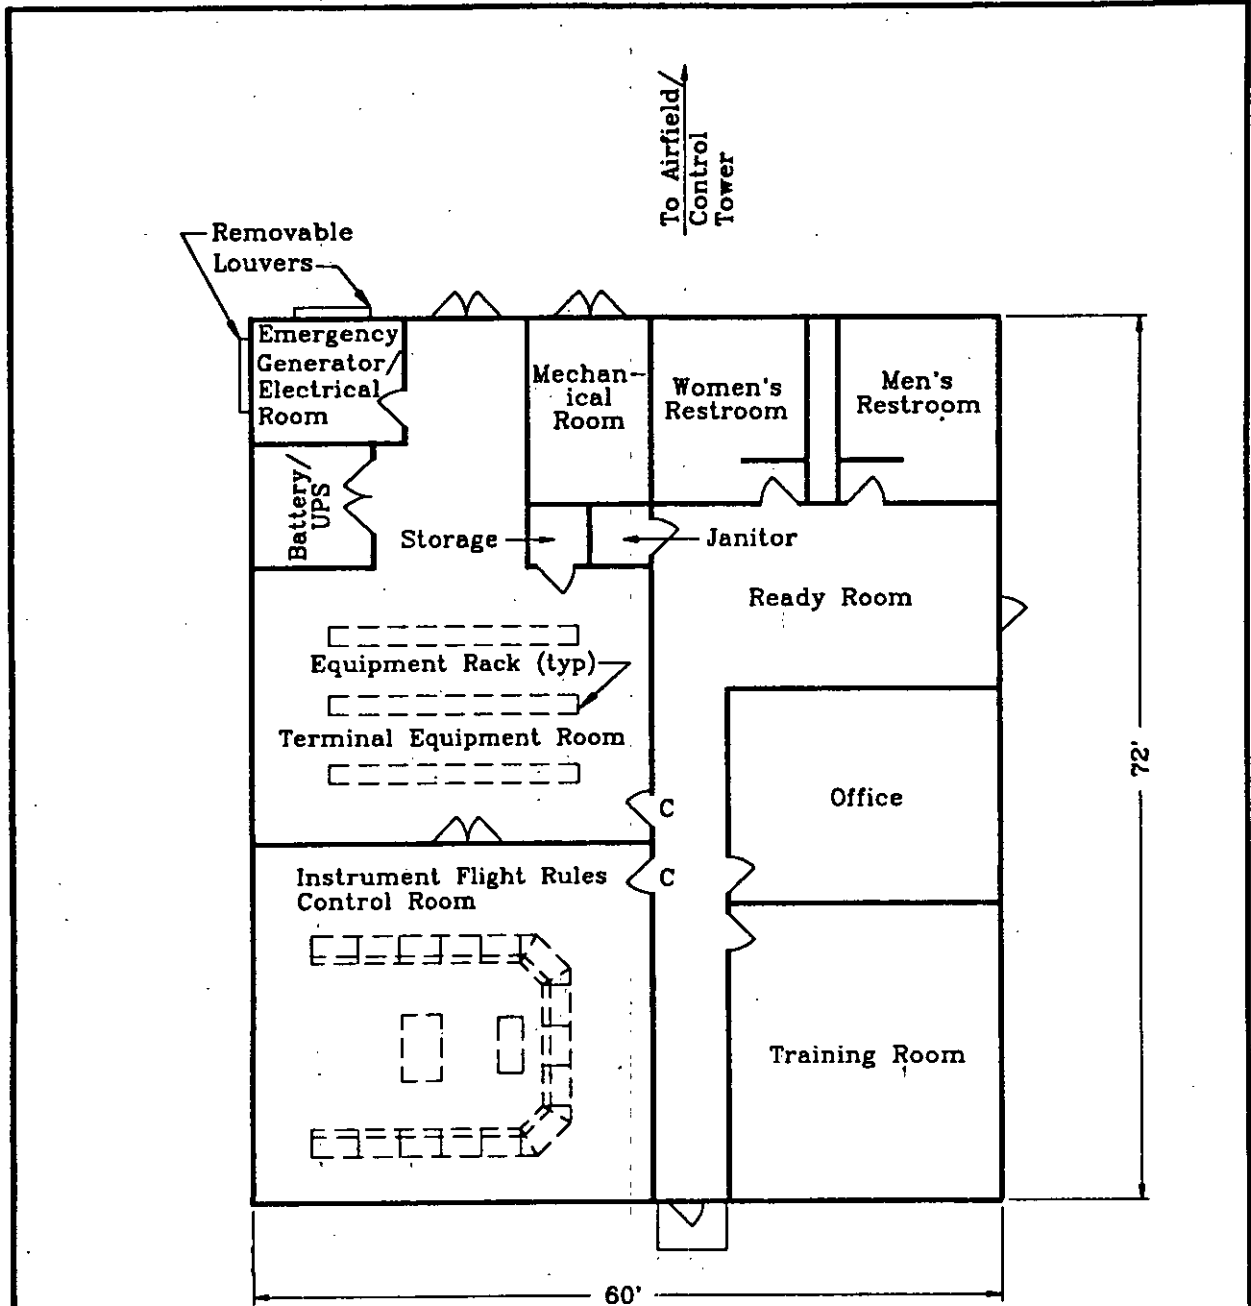 To Airfield/
Control
Tower
Removable
Louvers
Emergency
Generator/
Electrical
Room
Mechan-
ical
Room
Women's
Restroom
Men's
Restroom
Battery/
UPS
Storage
Janitor
Ready Room
Equipment Rack (typ)
Terminal Equipment Room
72'
Office
C
C
Instrument Flight Rules
Control Room
Training Room
60'